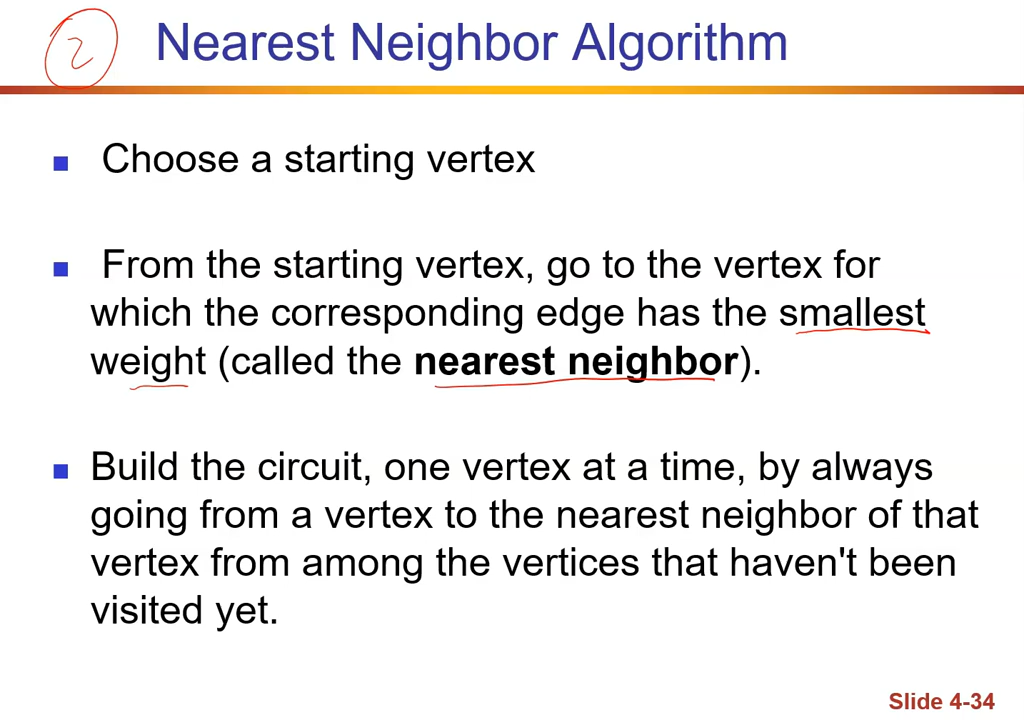 2 Nearest Neighbor Algorithm
Choose a starting vertex
From the starting vertex, go to the vertex for
which the corresponding edge has the smallest
weight (called the nearest neighbor).
Build the circuit, one vertex at a time, by always
going from a vertex to the nearest neighbor of that
vertex from among the vertices that haven't been
visited yet.
Slide 4-34